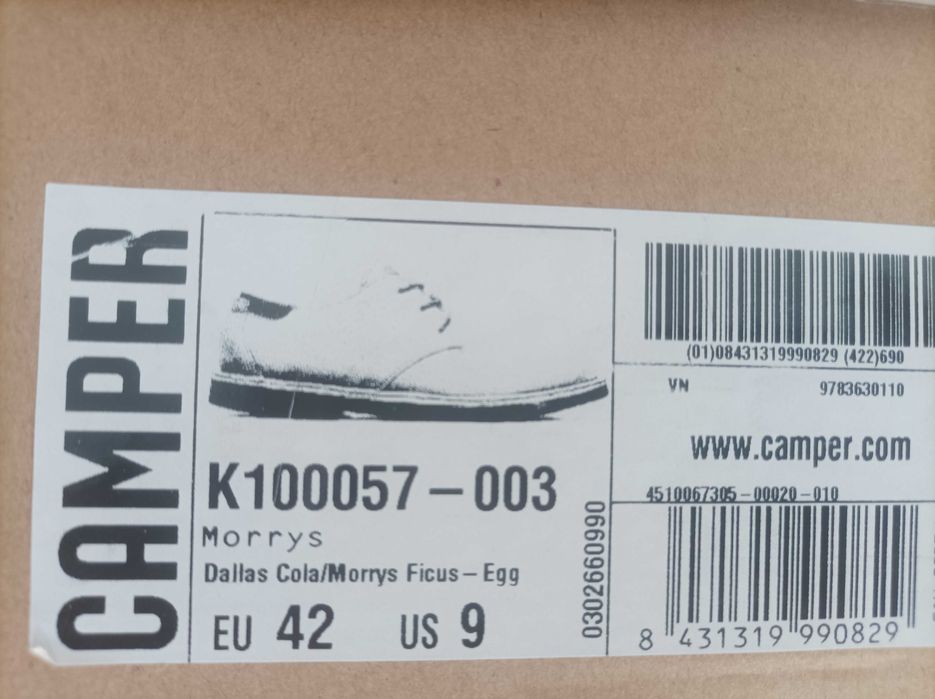 CAMPER
K100057-003
Morrys
Dallas Cola/Morrys Ficus-Egg
EU 42 US 9
0302660990
(01)08431319990829 (422)690
VN 9783630110
www.camper.com
4510067305-00020-010
8 431319 990829